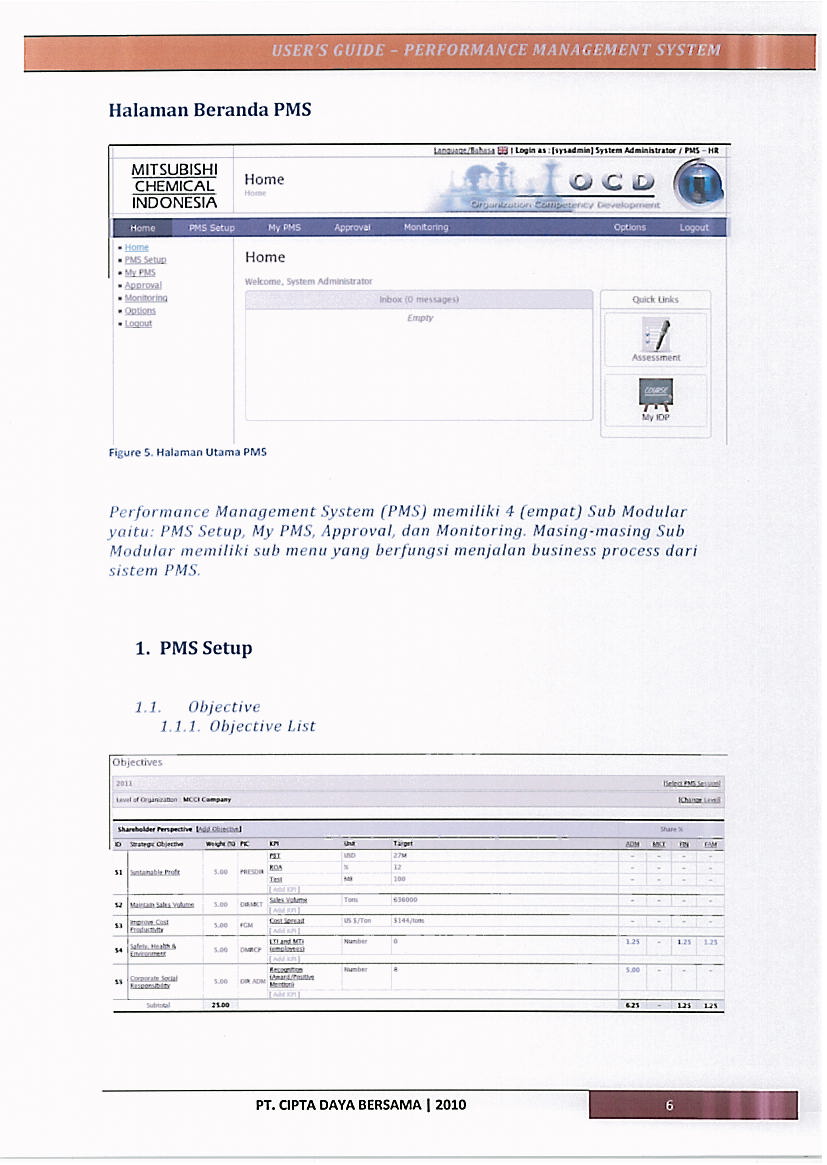 USER'S GUIDE – PERFORMANCE MANAGEMENT SYSTEM
Halaman Beranda PMS
Language/Bahasa | Login as : [sysadmin] System Administrator / PMS - HR
MITSUBISHI
CHEMICAL
INDONESIA
Home
Home
OCD
Organization Competency Development
Home PMS Setup My PMS Approval Monitoring Options Logout
Home
PMS Setup
My PMS
Approval
Monitoring
Options
Logout
Home
Welcome, System Administrator
Inbox (0 messages)
Empty
Quick Links
Assessment
COURSE
My IDP
Figure 5. Halaman Utama PMS
Performance Management System (PMS) memiliki 4 (empat) Sub Modular
yaitu: PMS Setup, My PMS, Approval, dan Monitoring. Masing-masing Sub
Modular memiliki sub menu yang berfungsi menjalan business process dari
sistem PMS.
1. PMS Setup
1.1. Objective
1.1.1. Objective List
Objectives
2011 [Select PMS Session]
Level of Organization : MCCI Company [Change Level]
Shareholder Perspective [Add Objective] Share %
ID Strategic Objective Weight (%) PIC KPI Unit Target ADM MKT FIN FAM
S1 Sustainable Profit 5.00 PRESDIR
PBT USD 27M - - - -
ROA % 12 - - - -
Test MB 100 - - - -
[ Add KPI ]
S2 Maintain Sales Volume 5.00 DIRMKT Sales Volume Tons 636000 - - - -
[ Add KPI ]
S3 Improve Cost Productivity 5.00 FGM Cost Spread US $/Ton $144/tons - - - -
[ Add KPI ]
S4 Safety, Health & Environment 5.00 DMRCP LTI and MTI (employees) Number 0 1.25 - 1.25 1.25
[ Add KPI ]
S5 Corporate Social Responsibility 5.00 DIR ADM Recognition (Award/Positive Mention) Number 8 5.00 - - -
[ Add KPI ]
Subtotal 25.00 6.25 - 1.25 1.25
PT. CIPTA DAYA BERSAMA | 2010 6